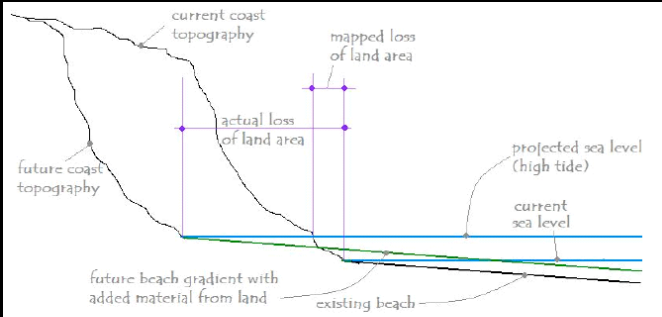 current coast
topography
mapped loss
of land area
actual loss
of land area
future coast
topography
projected sea level
(high tide)
current
sea level
future beach gradient with
added material from land
existing beach